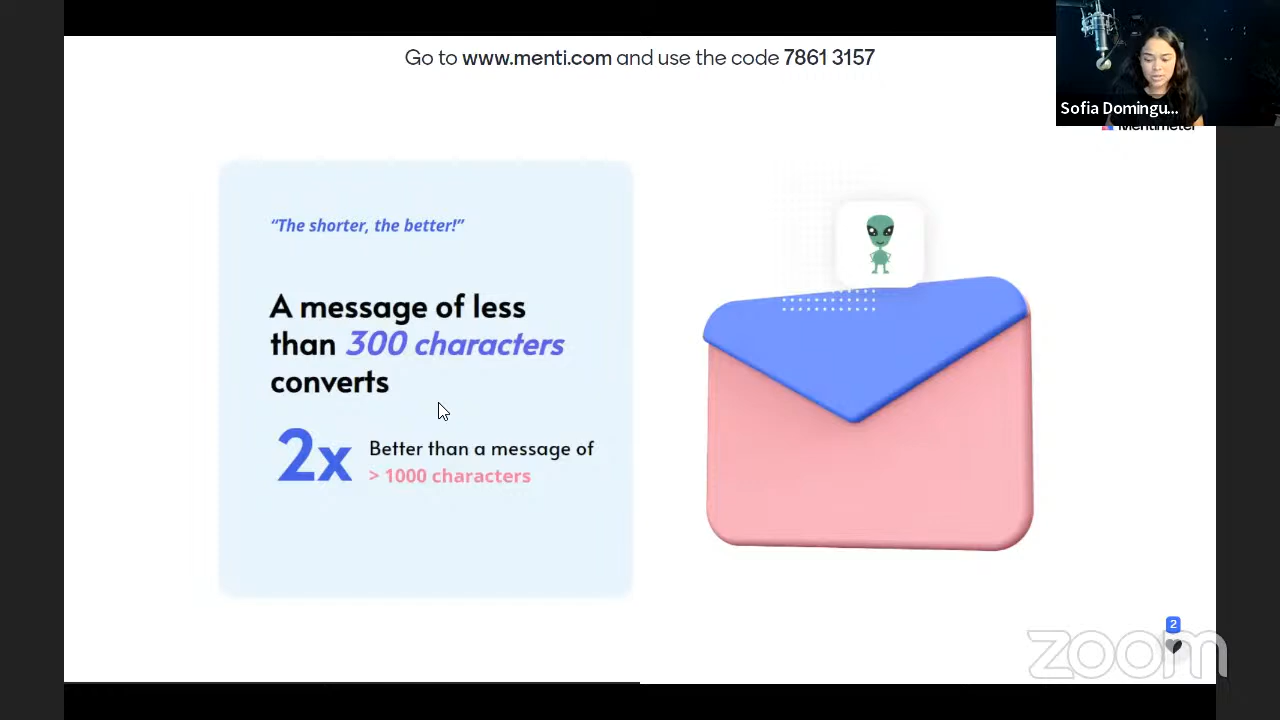 Go to www.menti.com and use the code 7861 3157
Sofia Domingu...
Mentimeter
“The shorter, the better!”
A message of less
than 300 characters
converts
2x
Better than a message of
> 1000 characters
2
zoom